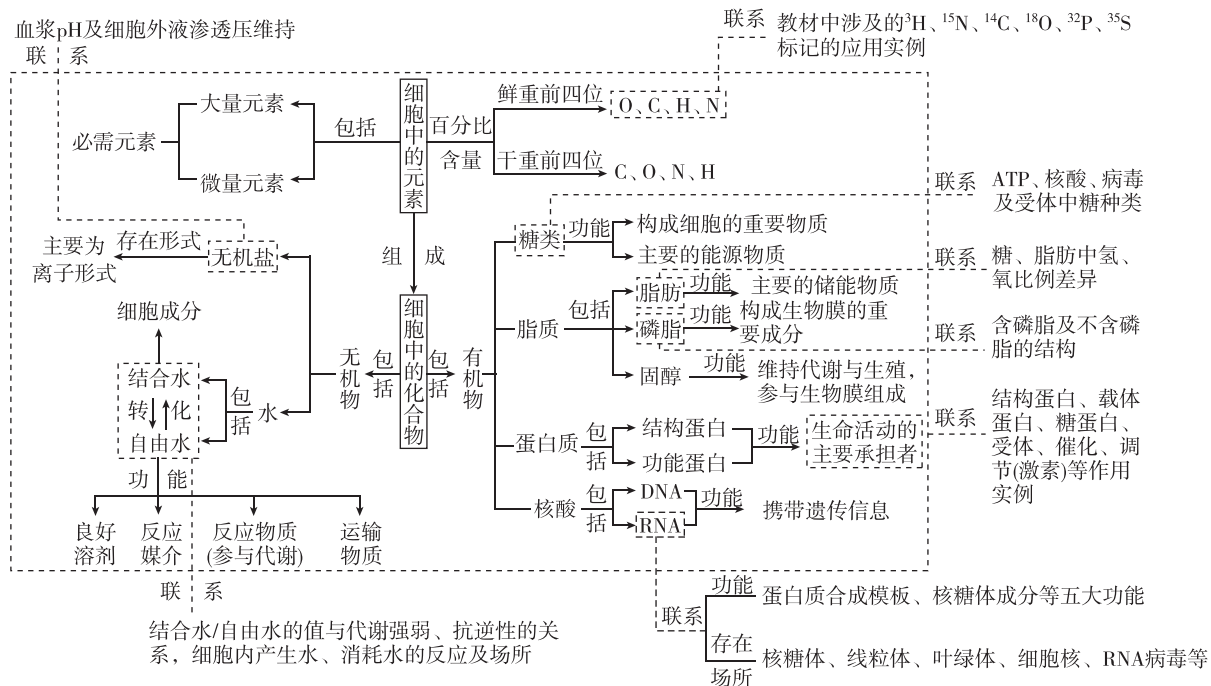 血浆pH及细胞外液渗透压维持
联 系
联系
教材中涉及的³H、¹⁵N、¹⁴C、¹⁸O、³²P、³⁵S
标记的应用实例
必需元素
大量元素
微量元素
包括
细胞中的元素
百分比
含量
鲜重前四位
O、C、H、N
干重前四位
C、O、N、H
组 成
细胞中的化合物
包括
无机物
无机盐
存在形式
主要为
离子形式
细胞成分
结合水
转 化
自由水
包括
水
功 能
良好
溶剂
反应
媒介
反应物质
(参与代谢)
运输
物质
联 系
结合水/自由水的值与代谢强弱、抗逆性的关
系，细胞内产生水、消耗水的反应及场所
包括
有机物
糖类
功能
构成细胞的重要物质
主要的能源物质
联系
ATP、核酸、病毒
及受体中糖种类
脂质
包括
脂肪
功能
主要的储能物质
联系
糖、脂肪中氢、
氧比例差异
磷脂
功能
构成生物膜的重
要成分
联系
含磷脂及不含磷
脂的结构
固醇
功能
维持代谢与生殖，
参与生物膜组成
蛋白质
包括
结构蛋白
功能蛋白
功能
生命活动的
主要承担者
联系
结构蛋白、载体
蛋白、糖蛋白、
受体、催化、调
节(激素)等作用
实例
核酸
包括
DNA
RNA
功能
携带遗传信息
联系
功能
蛋白质合成模板、核糖体成分等五大功能
存在
场所
核糖体、线粒体、叶绿体、细胞核、RNA病毒等